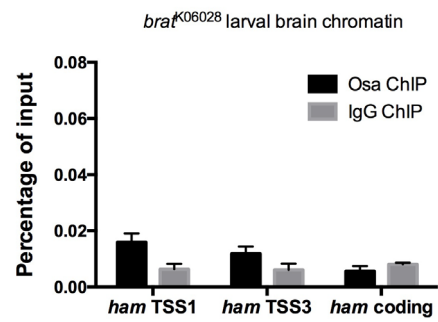 brat^K06028 larval brain chromatin
Osa ChIP
IgG ChIP
Percentage of input
0.08
0.06
0.04
0.02
0.00
ham TSS1 ham TSS3 ham coding